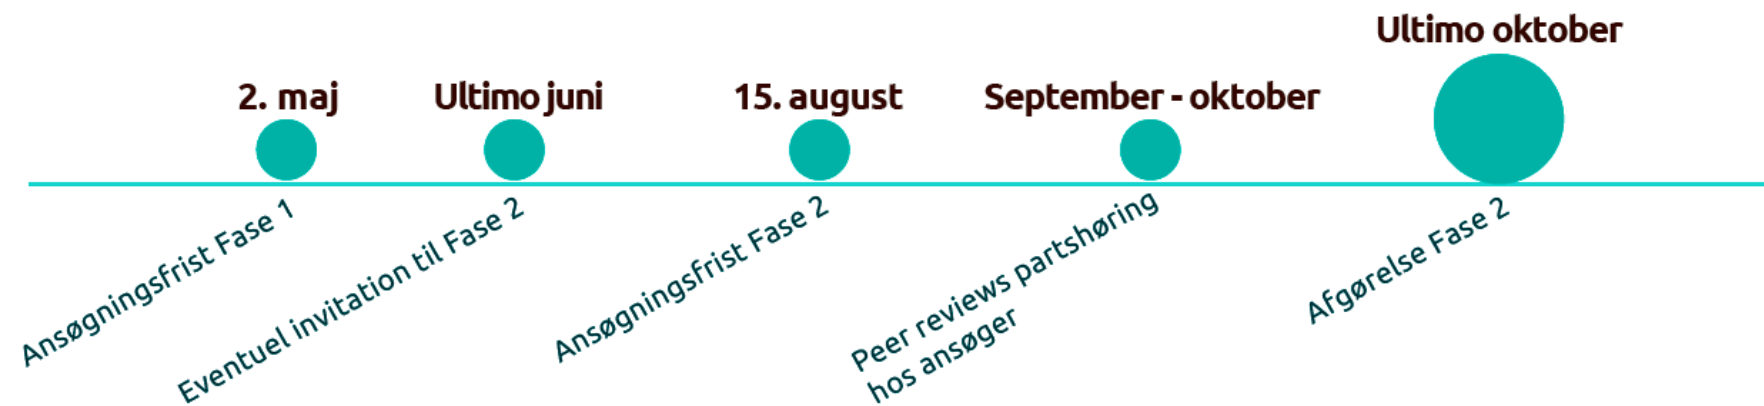 Ultimo oktober
2. maj
Ultimo juni
15. august
September - oktober
Ansøgningsfrist Fase 1
Eventuel invitation til Fase 2
Ansøgningsfrist Fase 2
Peer reviews partshøring
hos ansøger
Afgørelse Fase 2